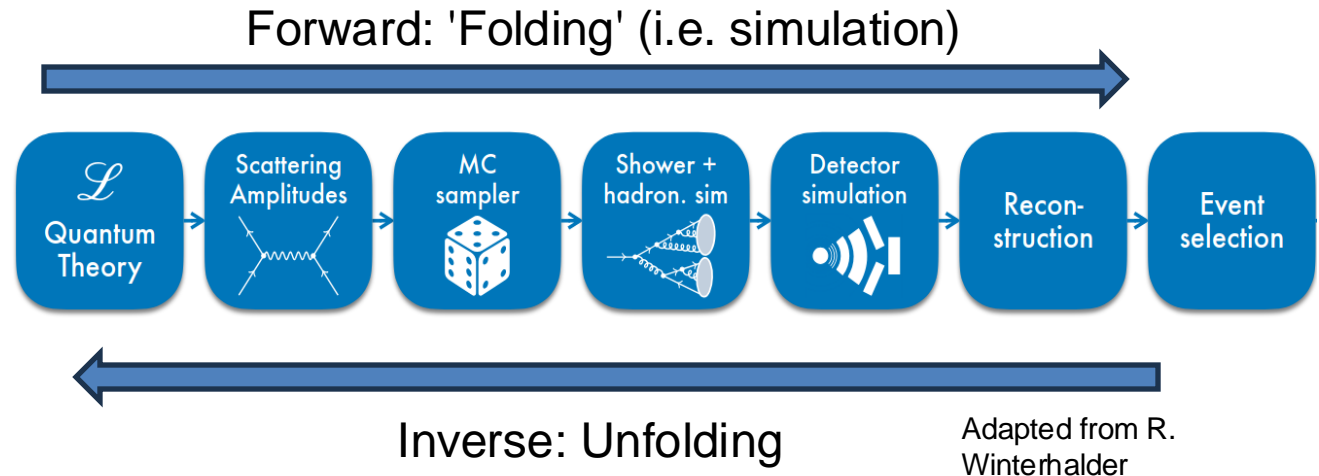 Forward: 'Folding' (i.e. simulation)
ℒ
Quantum
Theory
Scattering
Amplitudes
MC
sampler
Shower +
hadron. sim
Detector
simulation
Recon-
struction
Event
selection
Inverse: Unfolding
Adapted from R.
Winterhalder